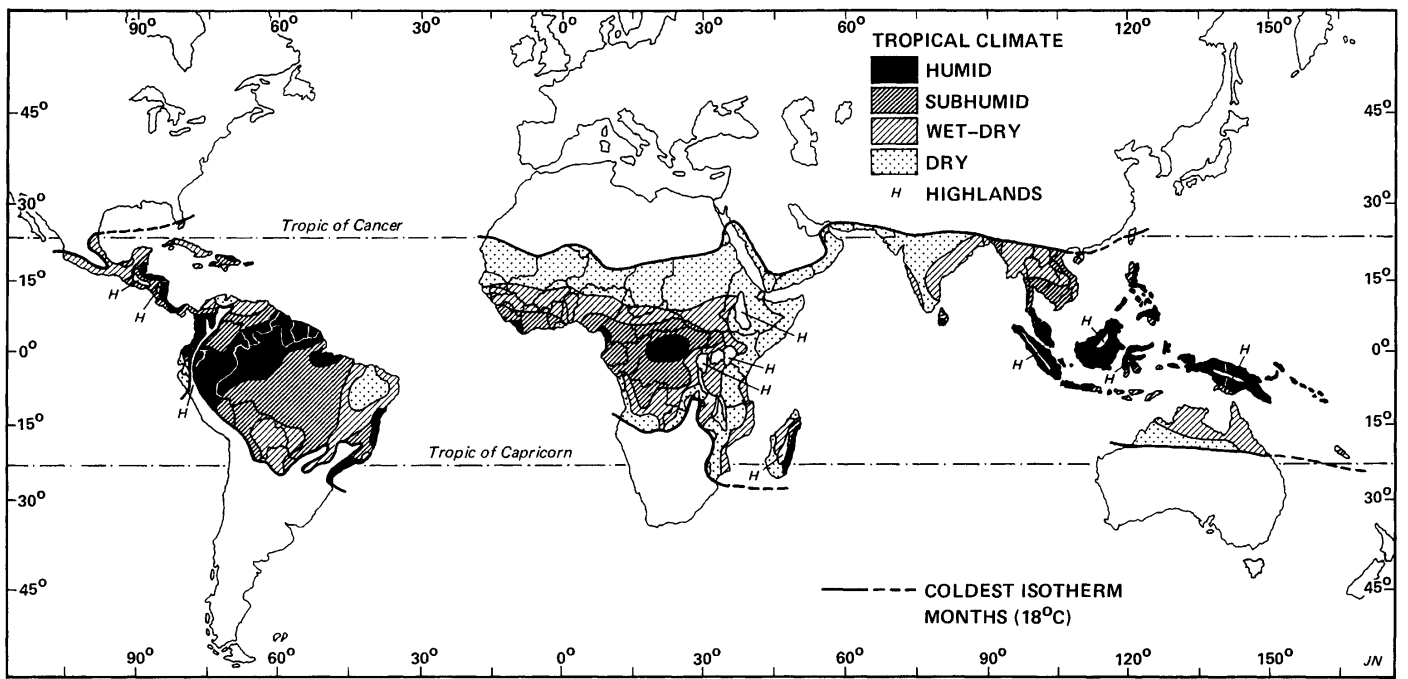 90° 60° 30° 0° 30° 60° 120° 150°
TROPICAL CLIMATE
HUMID
SUBHUMID
WET–DRY
DRY
H HIGHLANDS
45° 45°
30° 30°
Tropic of Cancer
15° 15°
H
H
H
0° 0°
H
H
H
H
H
H
H
15° 15°
Tropic of Capricorn
H
30° 30°
45° 45°
COLDEST ISOTHERM
MONTHS (18°C)
90° 60° 30° 0° 30° 60° 90° 120° 150°
JN